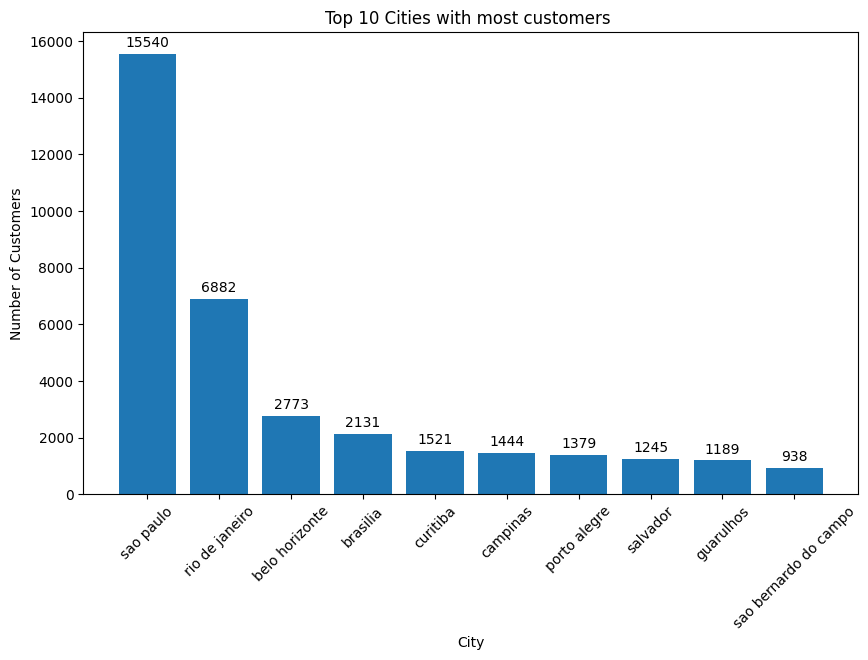 Top 10 Cities with most customers
Number of Customers
16000
14000
12000
10000
8000
6000
4000
2000
0
15540
6882
2773
2131
1521
1444
1379
1245
1189
938
sao paulo
rio de janeiro
belo horizonte
brasilia
curitiba
campinas
porto alegre
salvador
guarulhos
sao bernardo do campo
City